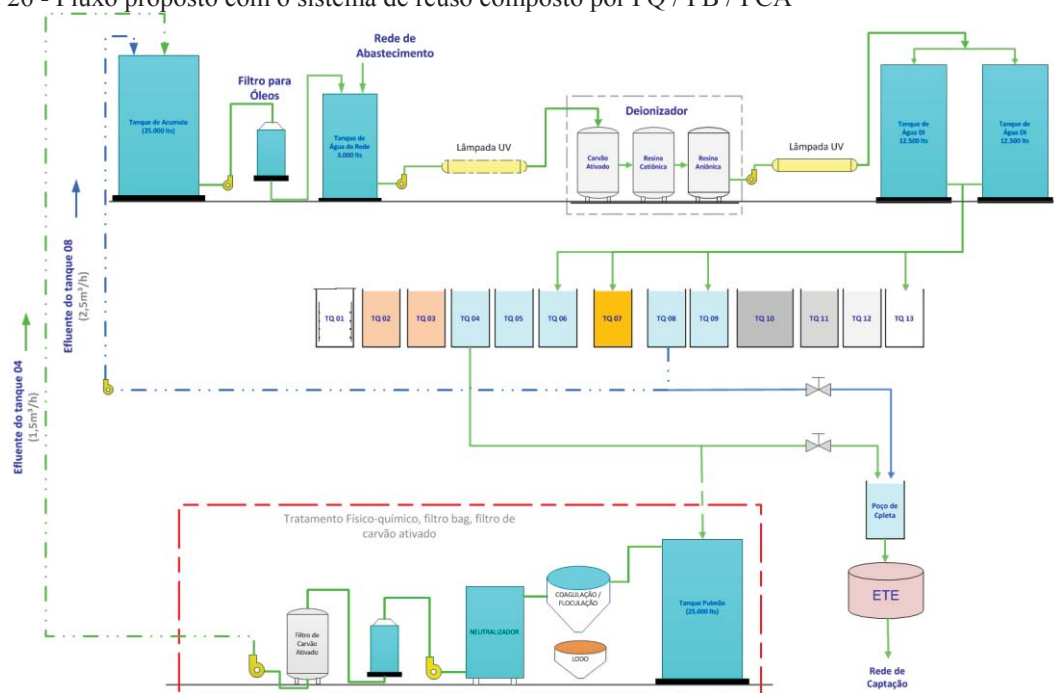 26 - Fluxo proposto com o sistema de reuso composto por FQ / FB / FCA
Rede de
Abastecimento
Filtro para
Óleos
Tanque de Acumulo
(25.000 lts)
Tanque de
Água da Rede
3.000 lts
Lâmpada UV
Deionizador
Carvão
Ativado
Resina
Catiônica
Resina
Aniônica
Lâmpada UV
Tanque de
Água DI
12.500 lts
Tanque de
Água DI
12.500 lts
Efluente do tanque 08
(2,5m³/h)
Efluente do tanque 04
(1,5m³/h)
TQ 01
TQ 02
TQ 03
TQ 04
TQ 05
TQ 06
TQ 07
TQ 08
TQ 09
TQ 10
TQ 11
TQ 12
TQ 13
Poço de
Cpleta
ETE
Rede de
Captação
Tratamento Físico-químico, filtro bag, filtro de
carvão ativado
Filtro de
Carvão
Ativado
NEUTRALIZADOR
COAGULAÇÃO /
FLOCULAÇÃO
LODO
Tanque Pulmão
(25.000 lts)